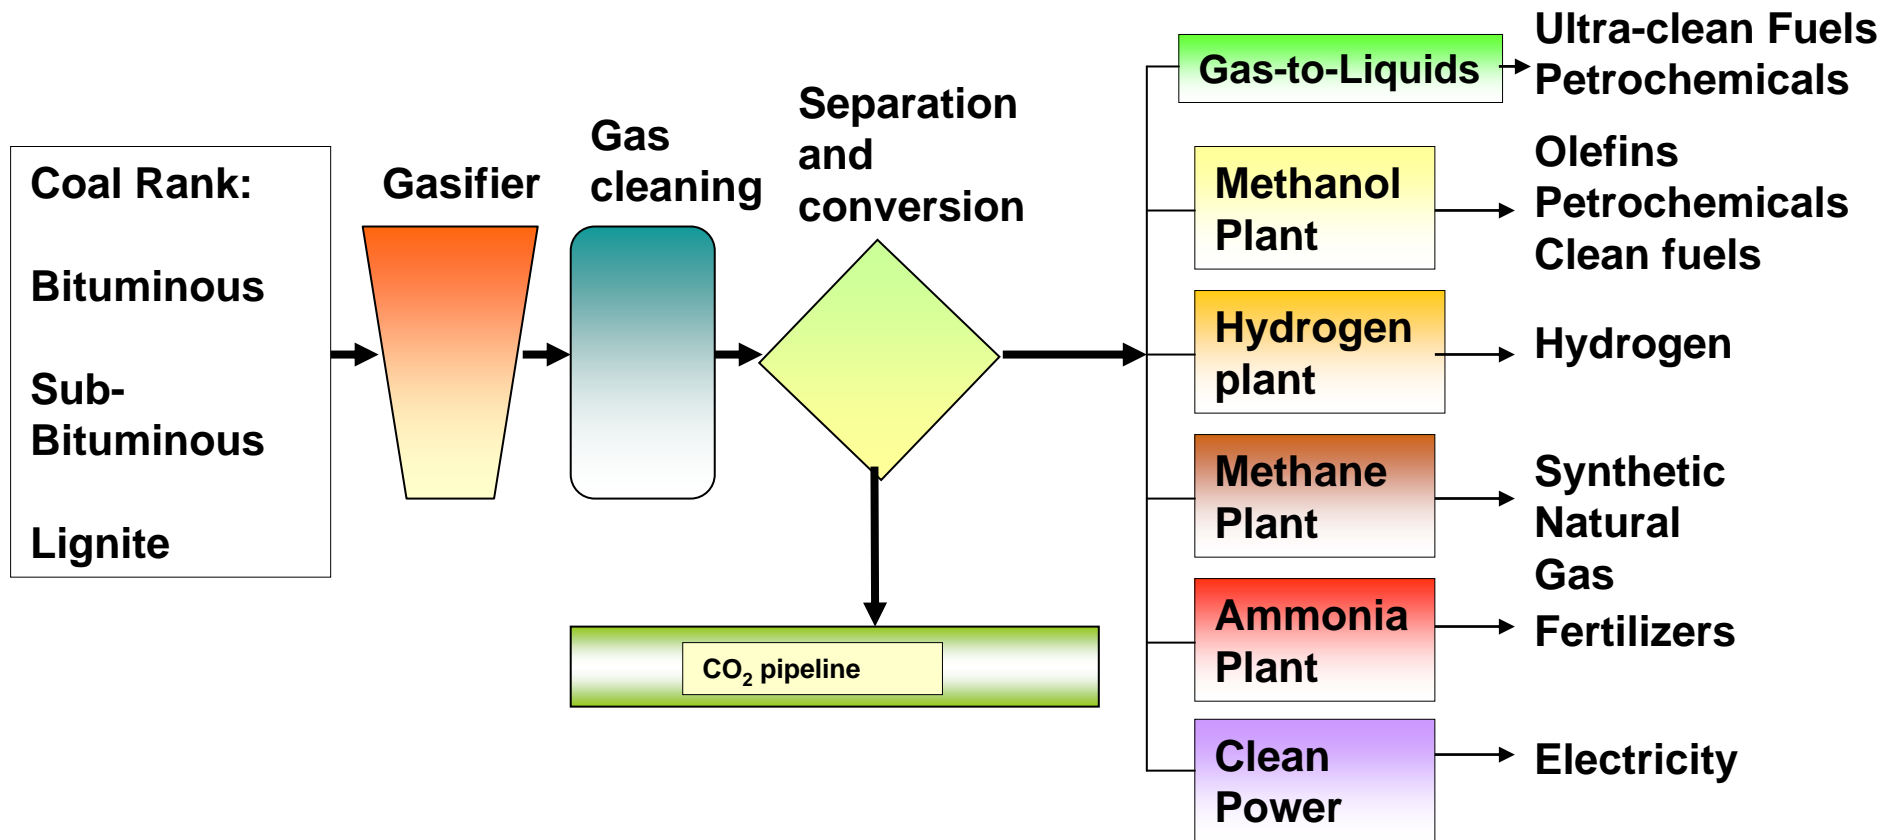 Coal Rank:
Bituminous
Sub-
Bituminous
Lignite
Gasifier
Gas
cleaning
Separation
and
conversion
CO₂ pipeline
Gas-to-Liquids
Ultra-clean Fuels
Petrochemicals
Methanol
Plant
Olefins
Petrochemicals
Clean fuels
Hydrogen
plant
Hydrogen
Methane
Plant
Synthetic
Natural
Gas
Ammonia
Plant
Fertilizers
Clean
Power
Electricity